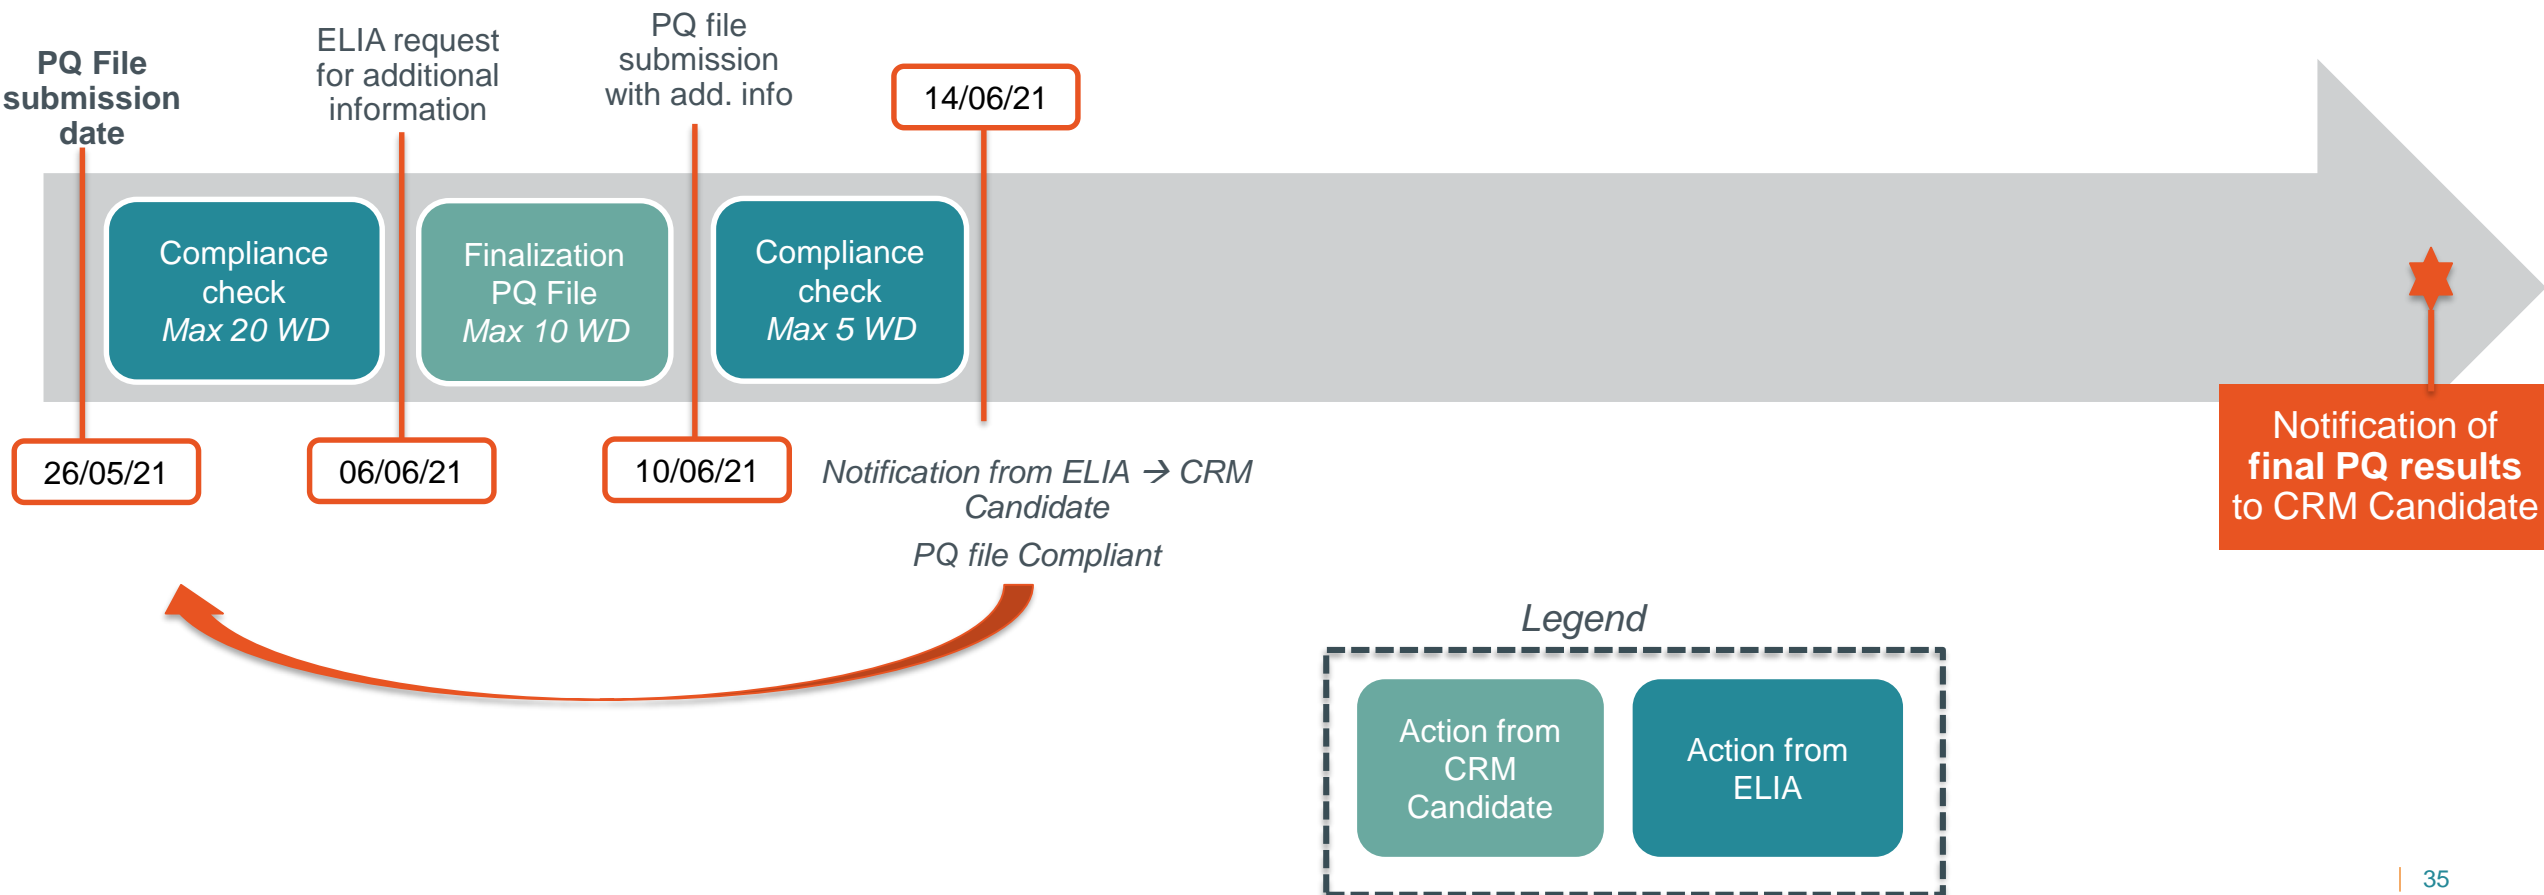 PQ File
submission
date
ELIA request
for additional
information
PQ file
submission
with add. info
14/06/21
Compliance
check
Max 20 WD
Finalization
PQ File
Max 10 WD
Compliance
check
Max 5 WD
26/05/21
06/06/21
10/06/21
Notification from ELIA → CRM
Candidate
PQ file Compliant
Notification of
final PQ results
to CRM Candidate
Legend
Action from
CRM
Candidate
Action from
ELIA
35